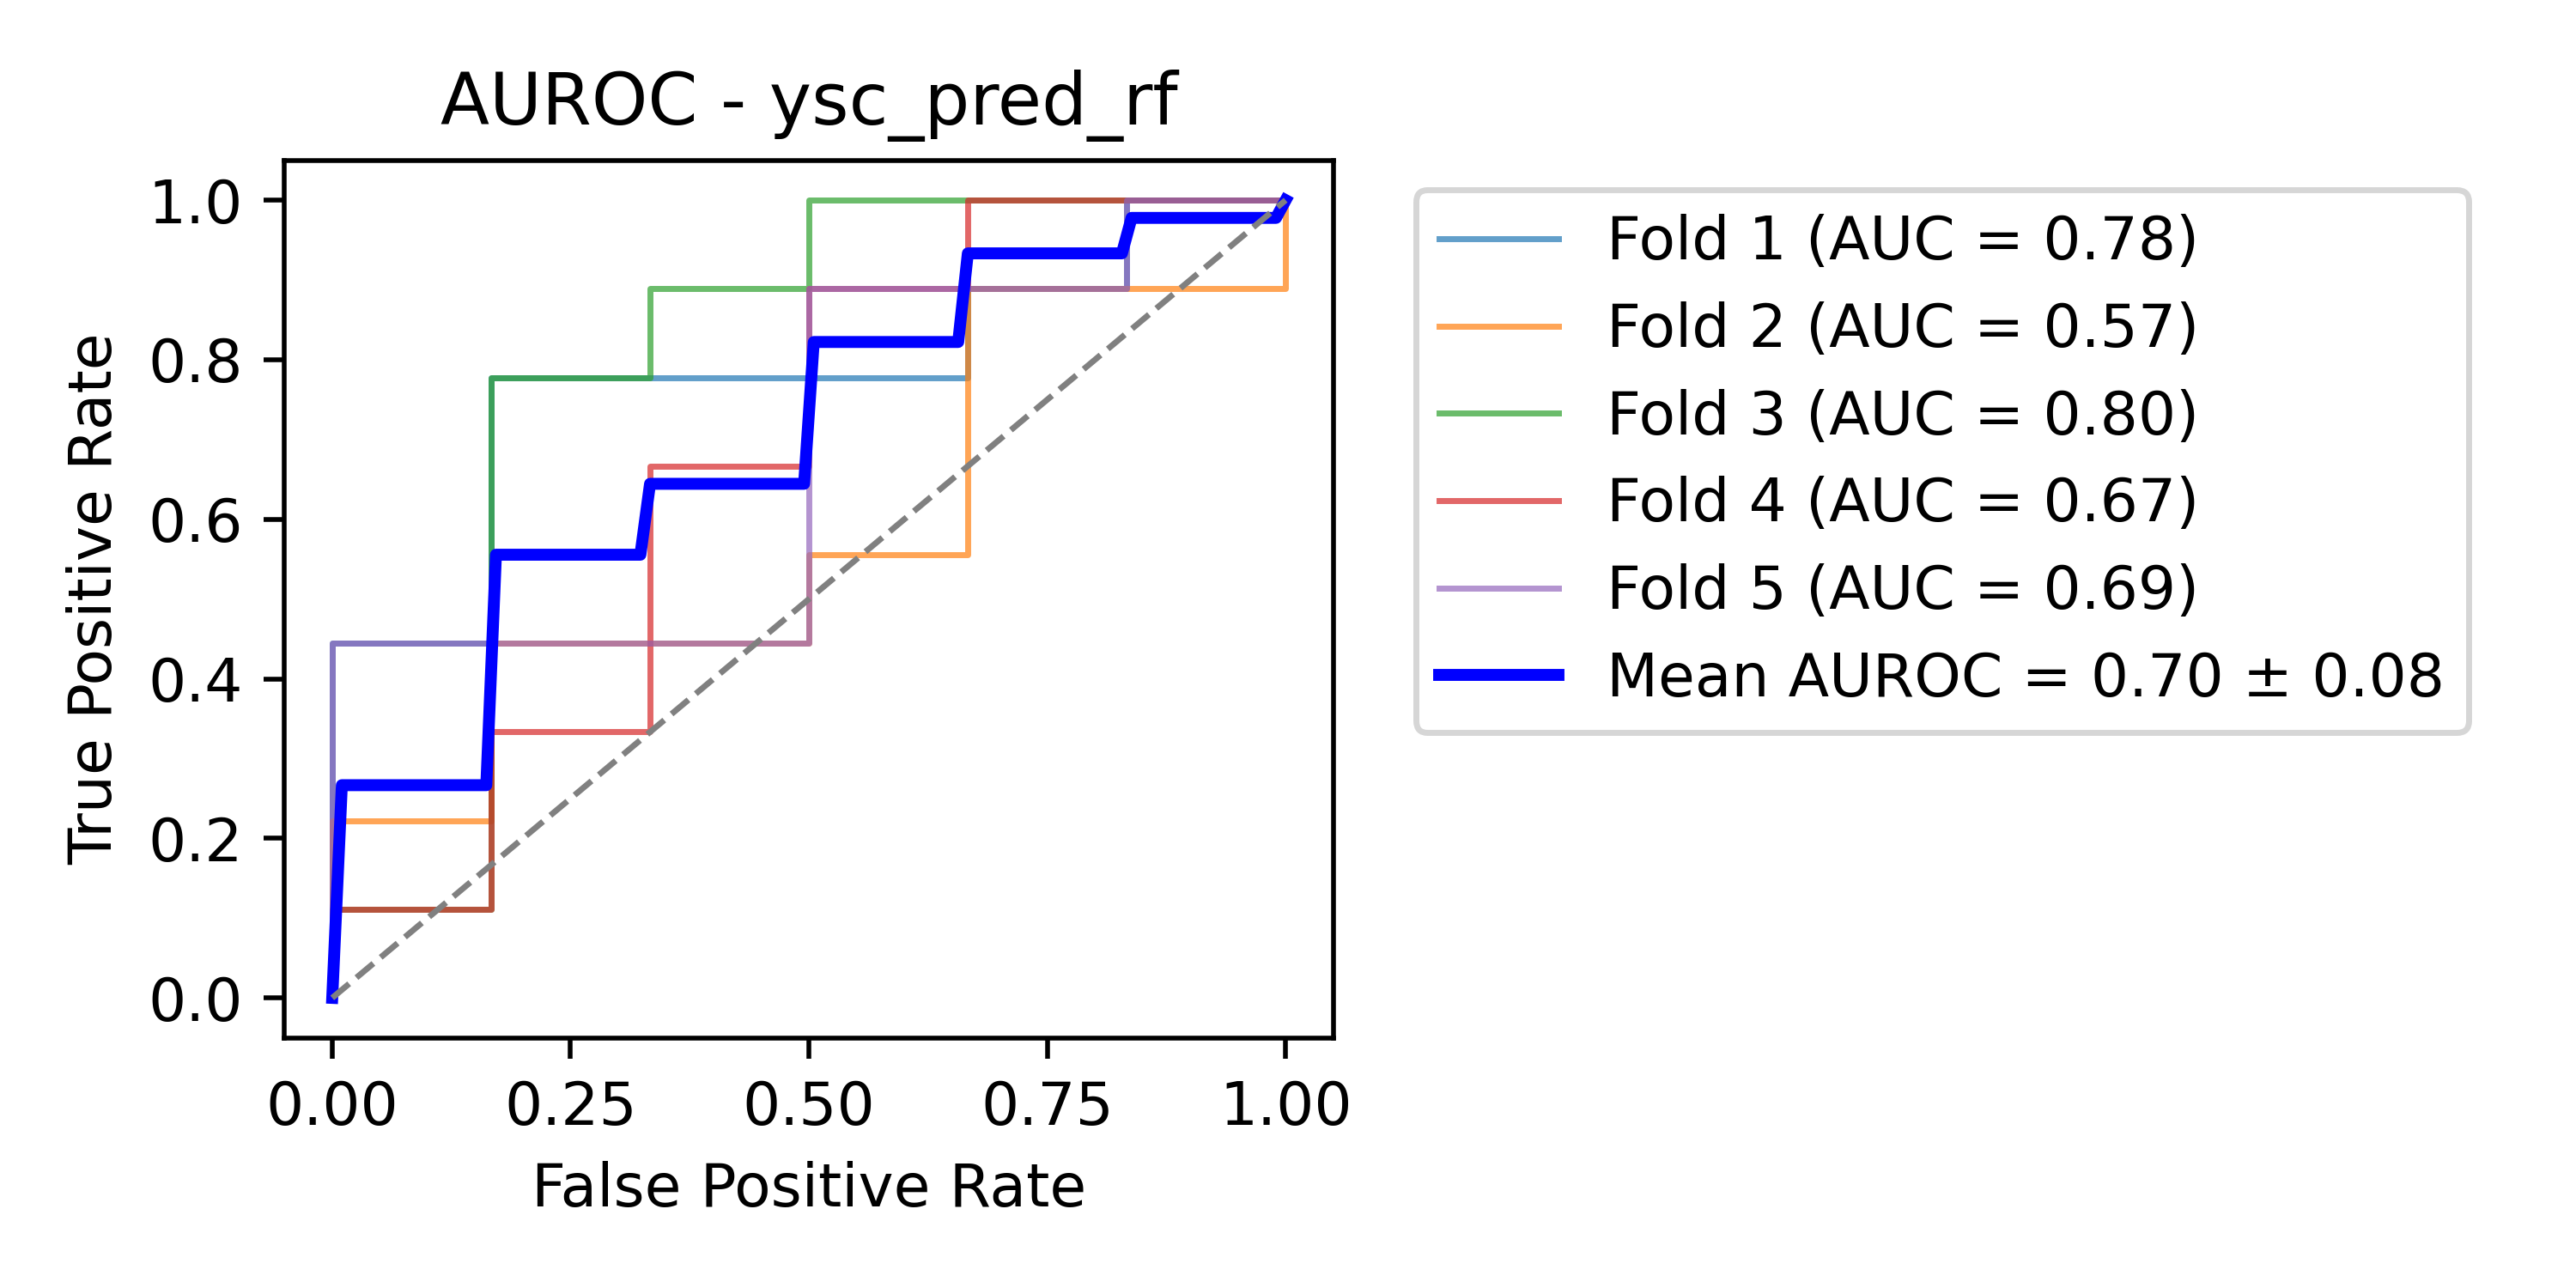 AUROC - ysc_pred_rf
1.0
0.8
0.6
0.4
0.2
0.0
True Positive Rate
0.00 0.25 0.50 0.75 1.00
False Positive Rate
Fold 1 (AUC = 0.78)
Fold 2 (AUC = 0.57)
Fold 3 (AUC = 0.80)
Fold 4 (AUC = 0.67)
Fold 5 (AUC = 0.69)
Mean AUROC = 0.70 ± 0.08